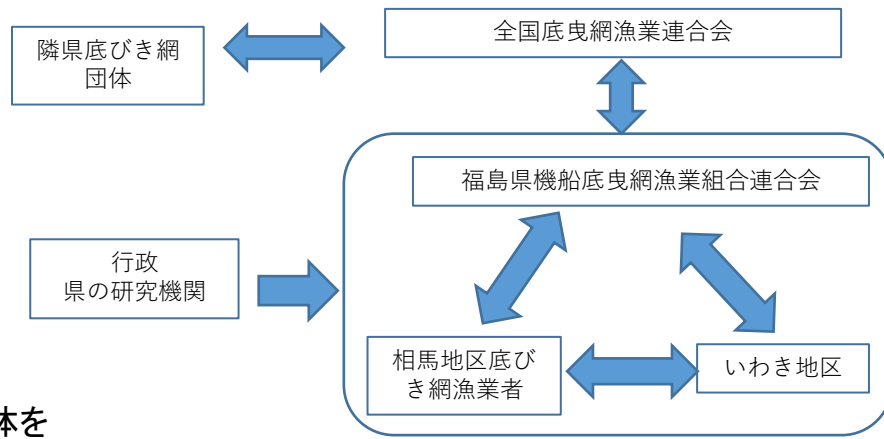 隣県底びき網
団体
全国底曳網漁業連合会
福島県機船底曳網漁業組合連合会
行政
県の研究機関
相馬地区底び
き網漁業者
いわき地区
体を